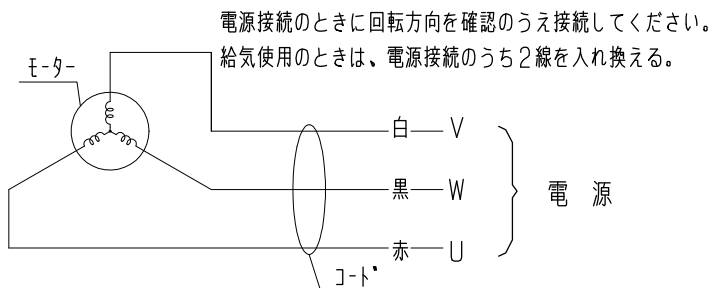 電源接続のときに回転方向を確認のうえ接続してください。
給気使用のときは、電源接続のうち2線を入れ換える。
モーター
白 V
黒 W
電 源
赤 U
コード